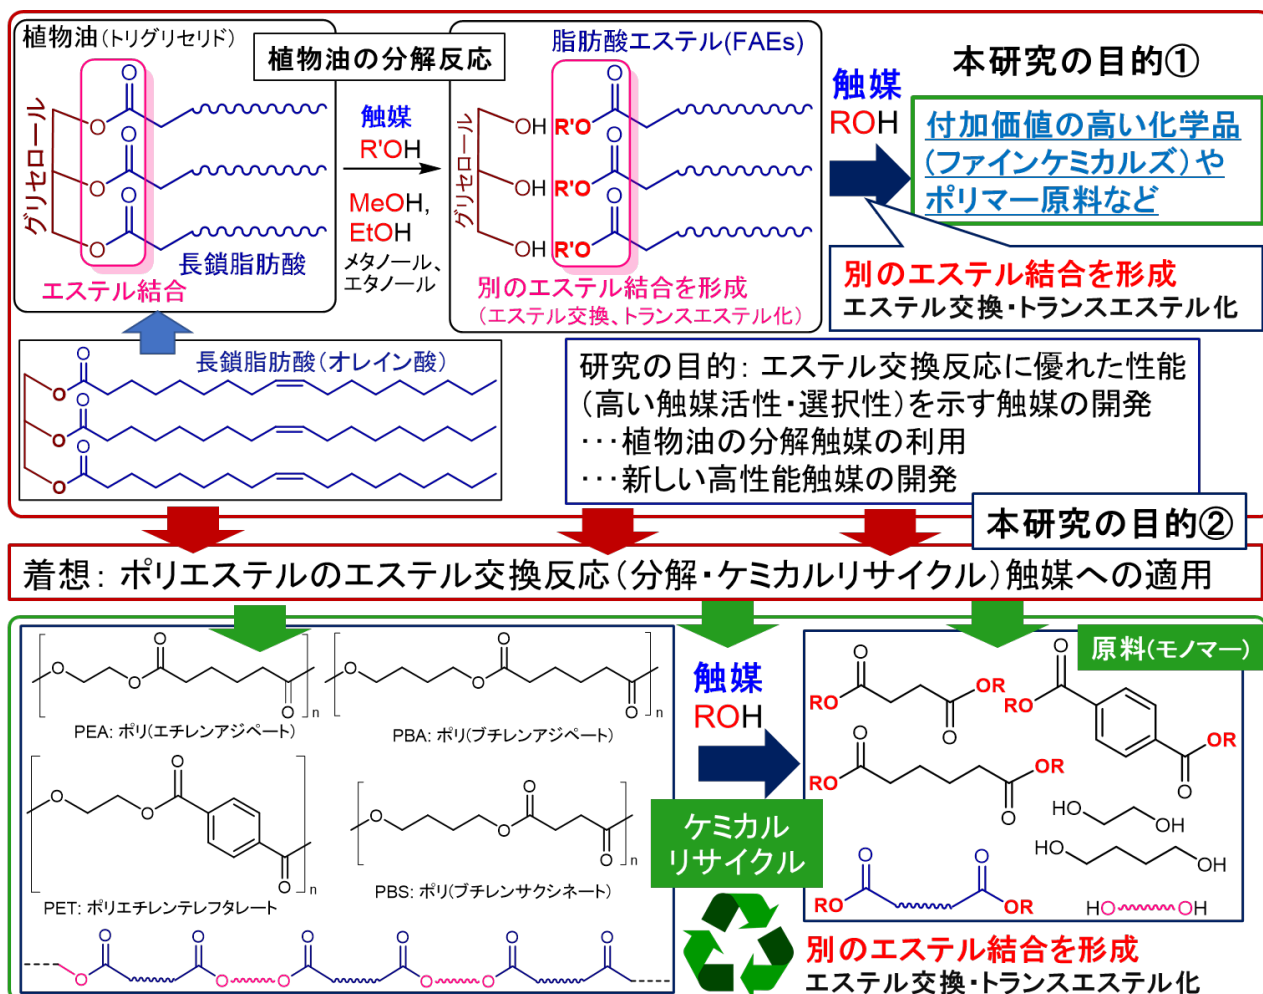 植物油(トリグリセリド)
植物油の分解反応
グリセロール
O
O
O
O
O
O
長鎖脂肪酸
エステル結合
触媒
R'OH
MeOH,
EtOH
メタノール、
エタノール
脂肪酸エステル(FAEs)
グリセロール
OH
OH
OH
R'O
R'O
R'O
O
O
O
別のエステル結合を形成
(エステル交換、トランスエステル化)
触媒
ROH
本研究の目的①
付加価値の高い化学品
(ファインケミカルズ)や
ポリマー原料など
別のエステル結合を形成
エステル交換・トランスエステル化
長鎖脂肪酸(オレイン酸)
O
O
O
O
O
O
研究の目的: エステル交換反応に優れた性能
(高い触媒活性・選択性)を示す触媒の開発
・・・植物油の分解触媒の利用
・・・新しい高性能触媒の開発
本研究の目的②
着想: ポリエステルのエステル交換反応(分解・ケミカルリサイクル)触媒への適用
O
O
O
O
n
PEA: ポリ(エチレンアジペート)
O
O
O
O
n
PBA: ポリ(ブチレンアジペート)
O
O
O
O
n
PET: ポリエチレンテレフタレート
O
O
O
O
n
PBS: ポリ(ブチレンサクシネート)
O
O
O
O
O
O
O
O
O
O
O
触媒
ROH
ケミカル
リサイクル
原料(モノマー)
O
RO
OR
O
O
RO
OR
O
O
RO
OR
O
HO
OH
HO
OH
O
O
RO
OR
HO
OH
別のエステル結合を形成
エステル交換・トランスエステル化